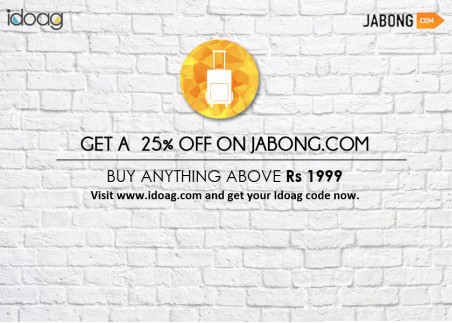 idoag
JABONG COM
GET A 25% OFF ON JABONG.COM
BUY ANYTHING ABOVE Rs 1999
Visit www.idoag.com and get your Idoag code now.